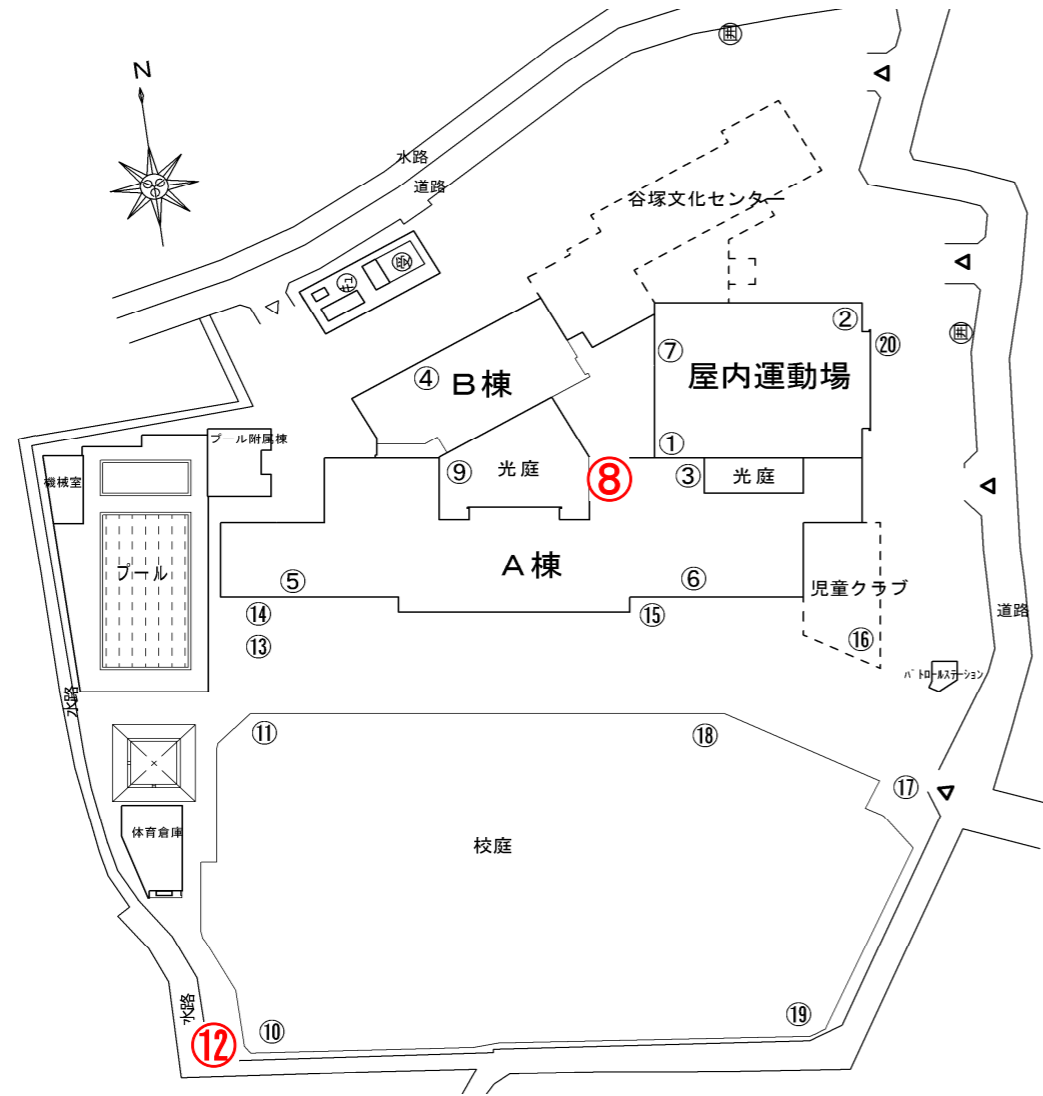 N
水路
道路
谷塚文化センター
②
⑳
⑦
屋内運動場
④
B棟
①
プール附属棟
⑨
光庭
⑧
③
光庭
機械室
プール
A棟
⑤
⑥
児童クラブ
道路
⑭
⑮
⑬
⑯
パトロールステーション
水路
⑪
⑱
⑰
体育倉庫
校庭
水路
⑫
⑩
⑲